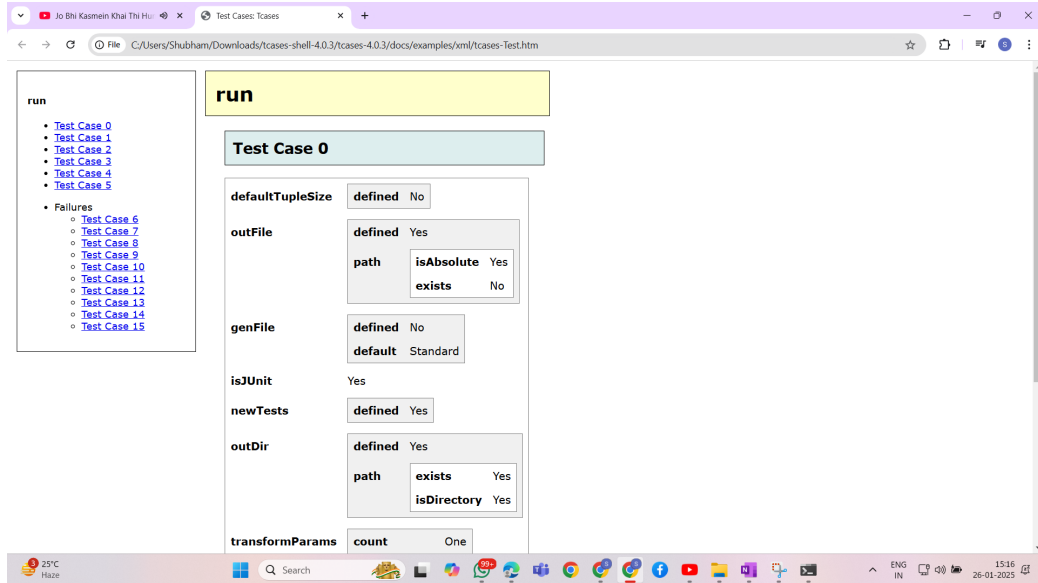 Jo Bhi Kasmein Khai Thi Hu
Test Cases: Tcases
File
C:/Users/Shubham/Downloads/tcases-shell-4.0.3/tcases-4.0.3/docs/examples/xml/tcases-Test.htm
S
run
Test Case 0
Test Case 1
Test Case 2
Test Case 3
Test Case 4
Test Case 5
Failures
Test Case 6
Test Case 7
Test Case 8
Test Case 9
Test Case 10
Test Case 11
Test Case 12
Test Case 13
Test Case 14
Test Case 15
run
Test Case 0
defaultTupleSize defined No
outFile defined Yes
path isAbsolute Yes
exists No
genFile defined No
default Standard
isJUnit Yes
newTests defined Yes
outDir defined Yes
path exists Yes
isDirectory Yes
transformParams count One
3
25°C
Haze
Search
99+
ENG
IN
15:16
26-01-2025